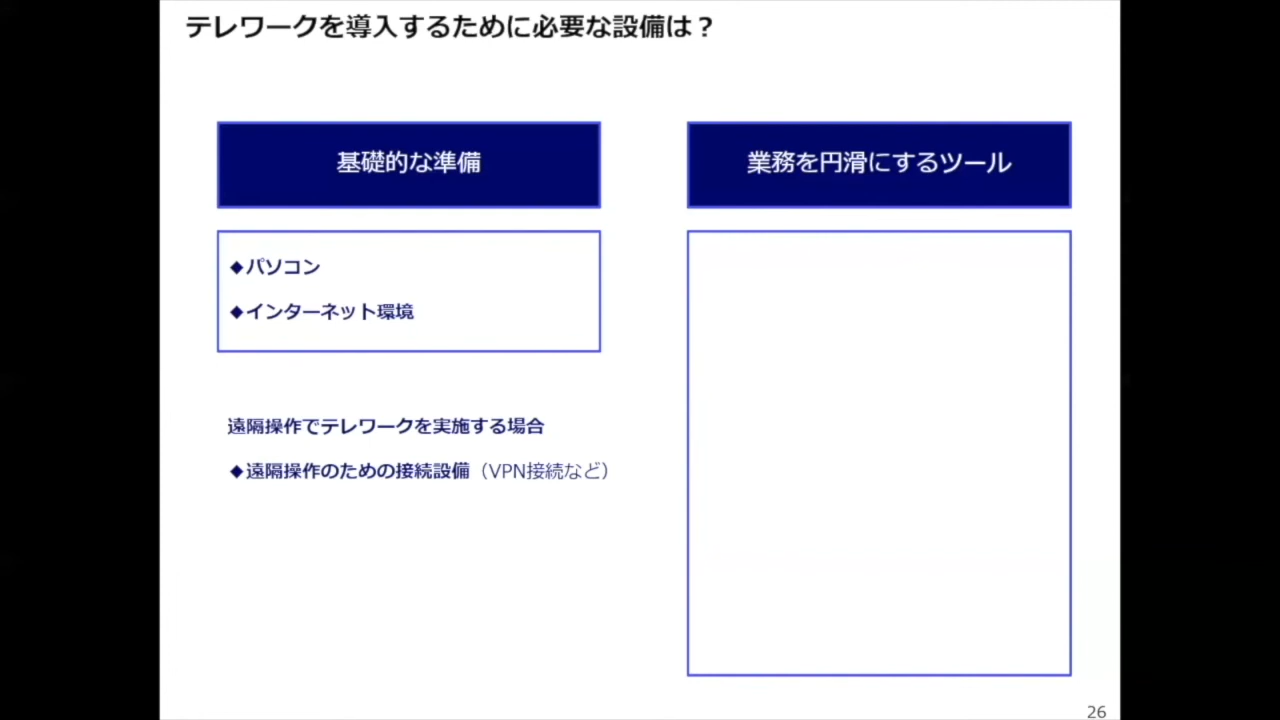 テレワークを導入するために必要な設備は？
基礎的な準備
◆パソコン
◆インターネット環境
遠隔操作でテレワークを実施する場合
◆遠隔操作のための接続設備（VPN接続など）
業務を円滑にするツール
26